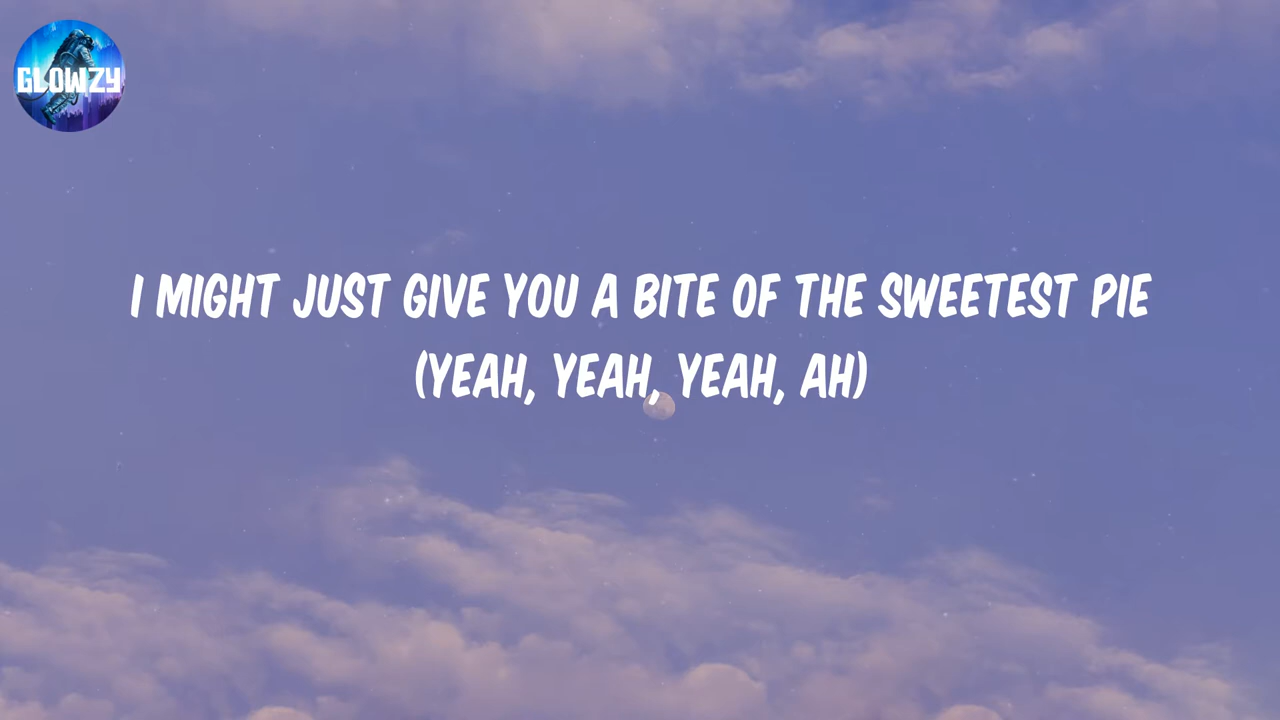 GLOWZY
I MIGHT JUST GIVE YOU A BITE OF THE SWEETEST PIE
(YEAH, YEAH, YEAH, AH)